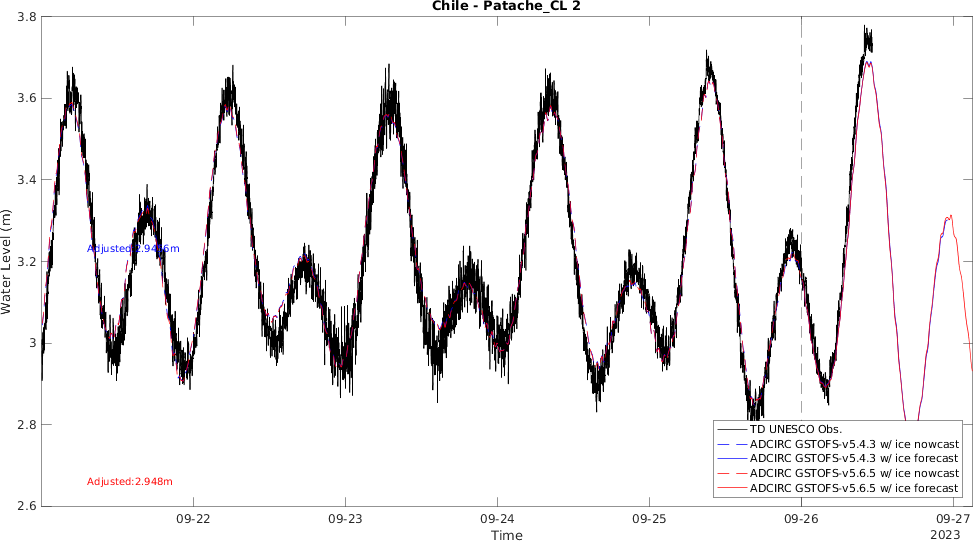 Chile - Patache_CL 2
3.8
3.6
3.4
3.2
3
2.8
2.6
Water Level (m)
Adjusted:2.9446m
Adjusted:2.948m
TD UNESCO Obs.
ADCIRC GSTOFS-v5.4.3 w/ ice nowcast
ADCIRC GSTOFS-v5.4.3 w/ ice forecast
ADCIRC GSTOFS-v5.6.5 w/ ice nowcast
ADCIRC GSTOFS-v5.6.5 w/ ice forecast
09-22
09-23
09-24
09-25
09-26
09-27
Time
2023